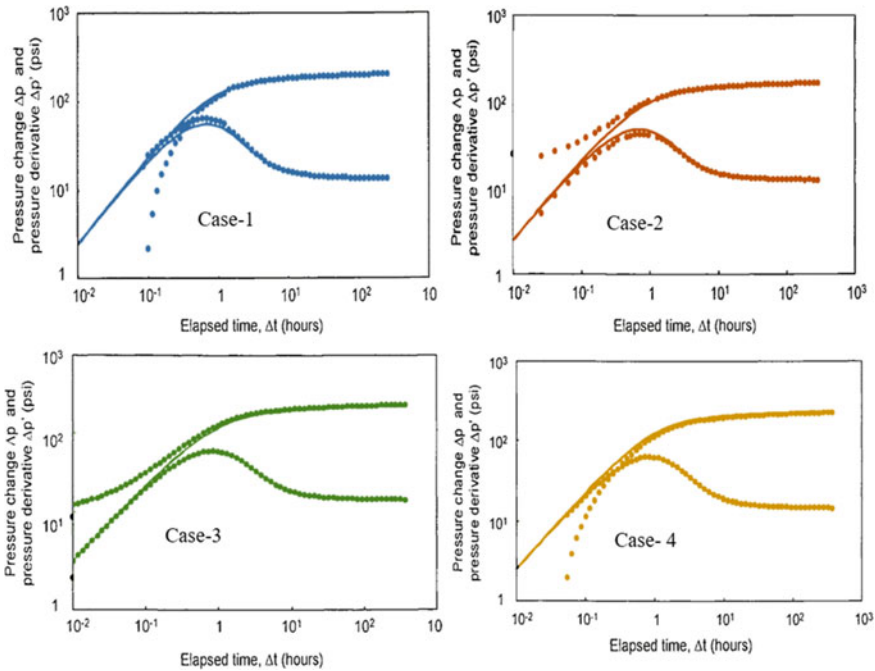 Pressure change Δp and
pressure derivative Δp' (psi)
10³
10²
10¹
1
Case-1
10⁻² 10⁻¹ 1 10¹ 10² 10
Elapsed time, Δt (hours)
Pressure change Δp and
pressure derivative Δp' (psi)
10³
10²
10¹
1
Case-2
10⁻² 10⁻¹ 1 10¹ 10² 10³
Elapsed time, Δt (hours)
Pressure change Δp and
pressure derivative Δp' (psi)
10³
10²
10¹
1
Case-3
10⁻² 10⁻¹ 1 10¹ 10² 10
Elapsed time, Δt (hours)
Pressure change Δp and
pressure derivative Δp' (psi)
10³
10²
10¹
1
Case- 4
10⁻² 10⁻¹ 1 10¹ 10² 10³
Elapsed time, Δt (hours)